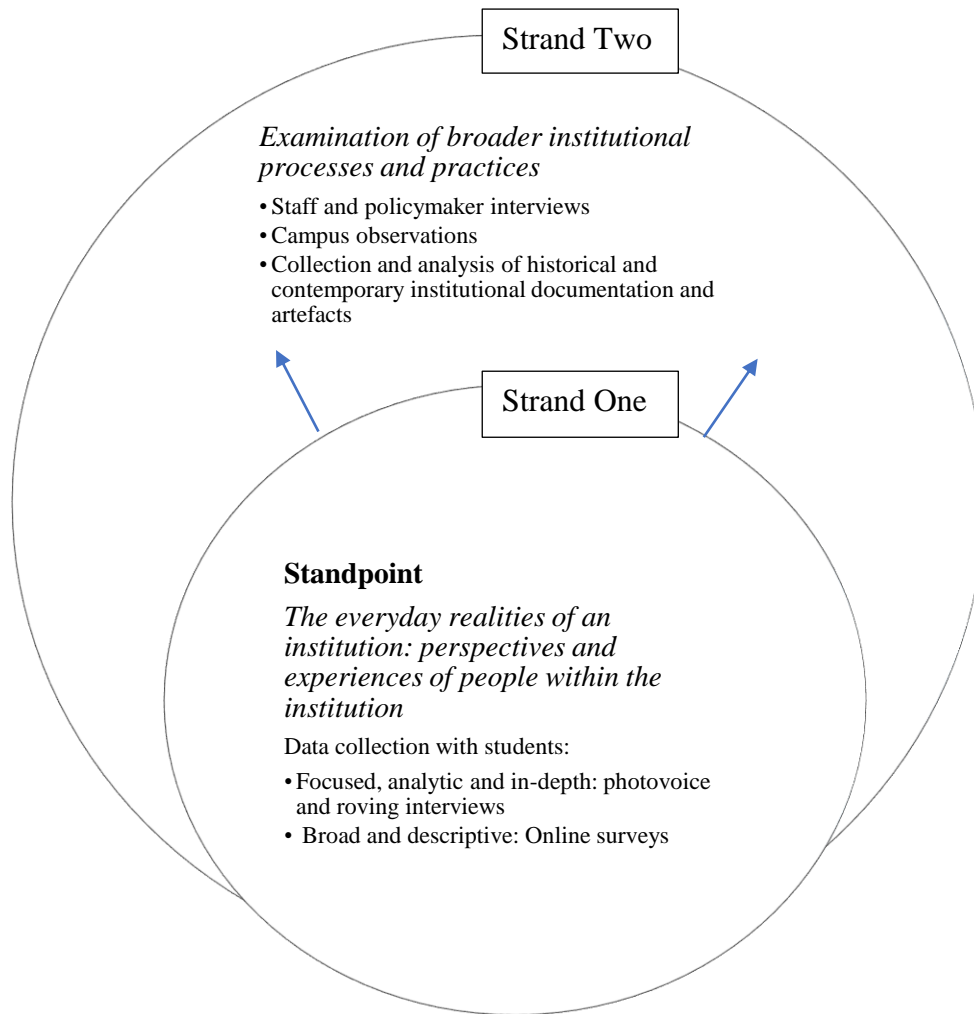 Strand Two
Examination of broader institutional
processes and practices
• Staff and policymaker interviews
• Campus observations
• Collection and analysis of historical and
contemporary institutional documentation and
artefacts
Strand One
Standpoint
The everyday realities of an
institution: perspectives and
experiences of people within the
institution
Data collection with students:
• Focused, analytic and in-depth: photovoice
and roving interviews
• Broad and descriptive: Online surveys